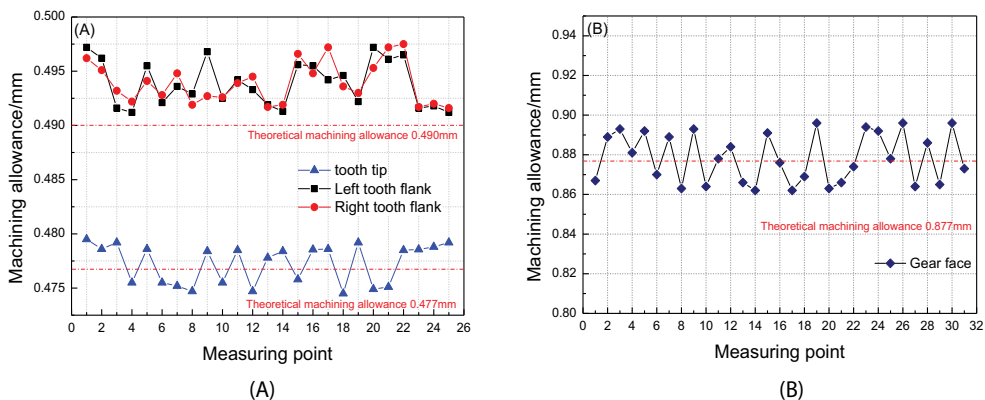 (A)
Machining allowance/mm
0.500
0.495
0.490
0.485
0.480
0.475
Theoretical machining allowance 0.490mm
tooth tip
Left tooth flank
Right tooth flank
Theoretical machining allowance 0.477mm
0 2 4 6 8 10 12 14 16 18 20 22 24 26
Measuring point
(A)
(B)
Machining allowance/mm
0.94
0.92
0.90
0.88
0.86
0.84
0.82
0.80
Theoretical machining allowance 0.877mm
Gear face
0 2 4 6 8 10 12 14 16 18 20 22 24 26 28 30 32
Measuring point
(B)